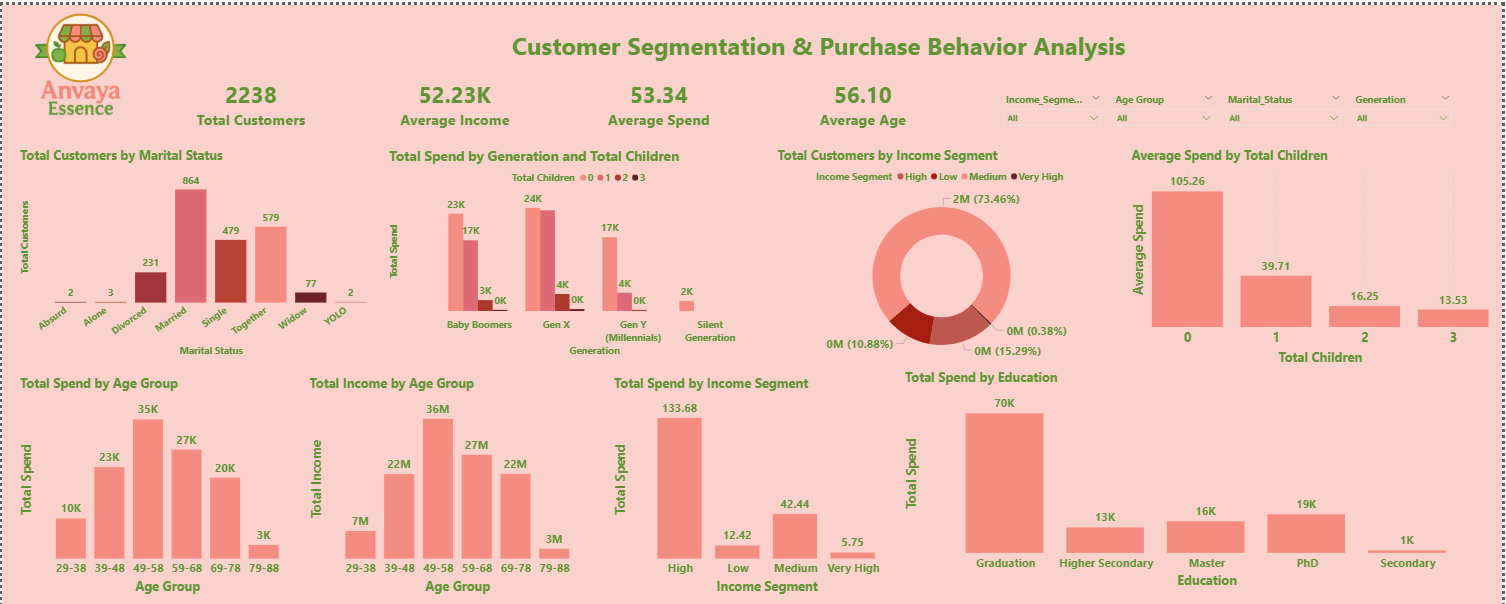 Anvaya
Essence
Customer Segmentation & Purchase Behavior Analysis
2238
Total Customers
52.23K
Average Income
53.34
Average Spend
56.10
Average Age
Income_Segme...
All
Age Group
All
Marital_Status
All
Generation
All
Total Customers by Marital Status
Total Customers
2
3
231
864
479
579
77
2
Absurd
Alone
Divorced
Married
Single
Together
Widow
YOLO
Marital Status
Total Spend by Generation and Total Children
Total Children 0 1 2 3
Total Spend
23K
17K
3K
0K
24K
4K
0K
17K
4K
0K
2K
Baby Boomers
Gen X
Gen Y
(Millennials)
Silent
Generation
Generation
Total Customers by Income Segment
Income Segment High Low Medium Very High
2M (73.46%)
0M (0.38%)
0M (15.29%)
0M (10.88%)
Average Spend by Total Children
Average Spend
105.26
39.71
16.25
13.53
0
1
2
3
Total Children
Total Spend by Age Group
Total Spend
10K
23K
35K
27K
20K
3K
29-38
39-48
49-58
59-68
69-78
79-88
Age Group
Total Income by Age Group
Total Income
7M
22M
36M
27M
22M
3M
29-38
39-48
49-58
59-68
69-78
79-88
Age Group
Total Spend by Income Segment
Total Spend
133.68
12.42
42.44
5.75
High
Low
Medium
Very High
Income Segment
Total Spend by Education
Total Spend
70K
13K
16K
19K
1K
Graduation
Higher Secondary
Master
PhD
Secondary
Education